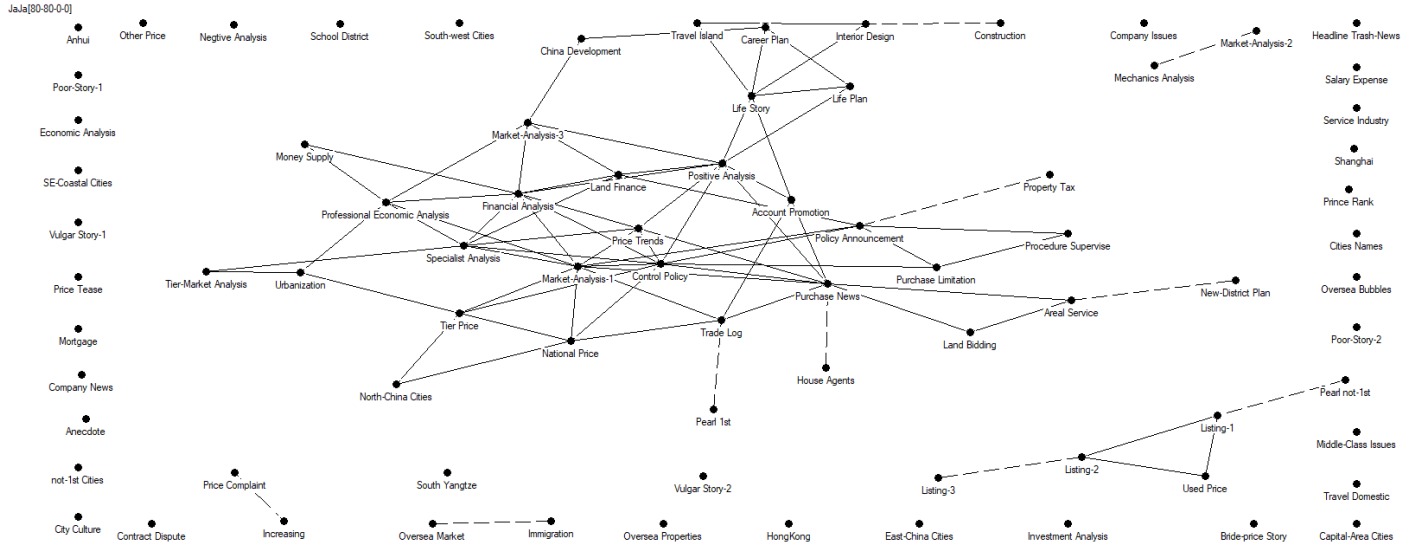 JaJa[80-80-0-0]
Anhui
Other Price
Negtive Analysis
School District
South-west Cities
China Development
Travel Island
Career Plan
Interior Design
Construction
Company Issues
Market-Analysis-2
Headline Trash-News
Mechanics Analysis
Salary Expense
Poor-Story-1
Life Story
Life Plan
Service Industry
Economic Analysis
Market-Analysis-3
Money Supply
Shanghai
SE-Coastal Cities
Land Finance
Positive Analysis
Property Tax
Prince Rank
Professional Economic Analysis
Financial Analysis
Account Promotion
Vulgar Story-1
Price Trends
Policy Announcement
Procedure Supervise
Cities Names
Specialist Analysis
Tier-Market Analysis
Urbanization
Market-Analysis-1
Control Policy
Purchase Limitation
Price Tease
Purchase News
New-District Plan
Oversea Bubbles
Areal Service
Tier Price
Trade Log
Land Bidding
Mortgage
Poor-Story-2
National Price
House Agents
Company News
North-China Cities
Pearl not-1st
Pearl 1st
Listing-1
Anecdote
Middle-Class Issues
Listing-2
not-1st Cities
Price Complaint
South Yangtze
Vulgar Story-2
Listing-3
Used Price
Travel Domestic
City Culture
Contract Dispute
Increasing
Oversea Market
Immigration
Oversea Properties
HongKong
East-China Cities
Investment Analysis
Bride-price Story
Capital-Area Cities